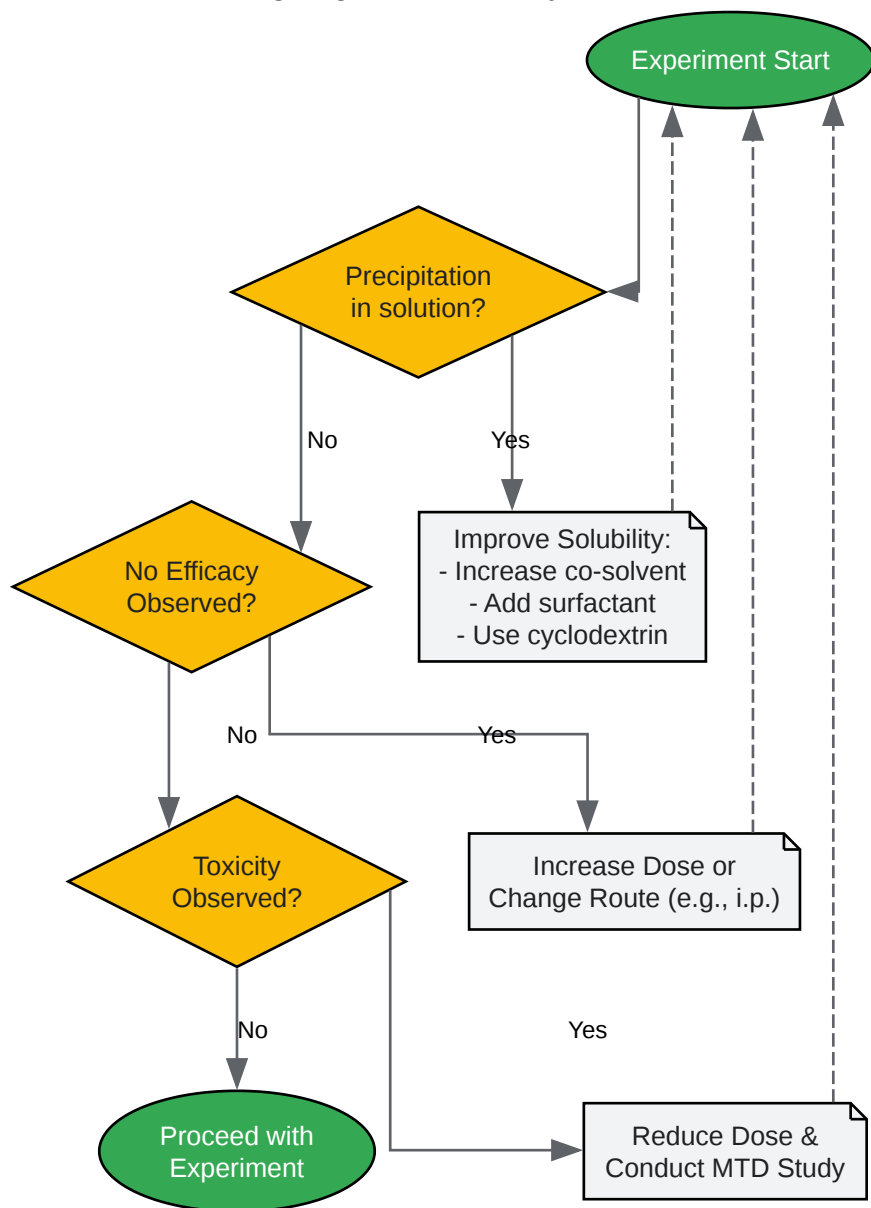 Experiment Start
Precipitation
in solution?
No
Yes
Improve Solubility:
- Increase co-solvent
- Add surfactant
- Use cyclodextrin
No Efficacy
Observed?
No
Yes
Increase Dose or
Change Route (e.g., i.p.)
Toxicity
Observed?
No
Yes
Proceed with
Experiment
Reduce Dose &
Conduct MTD Study